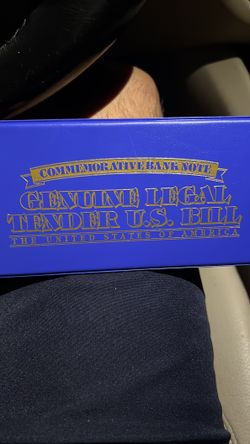 COMMEMORATIVE BANK NOTE
GENUINE LEGAL
TENDER U.S. BILL
THE UNITED STATES OF AMERICA